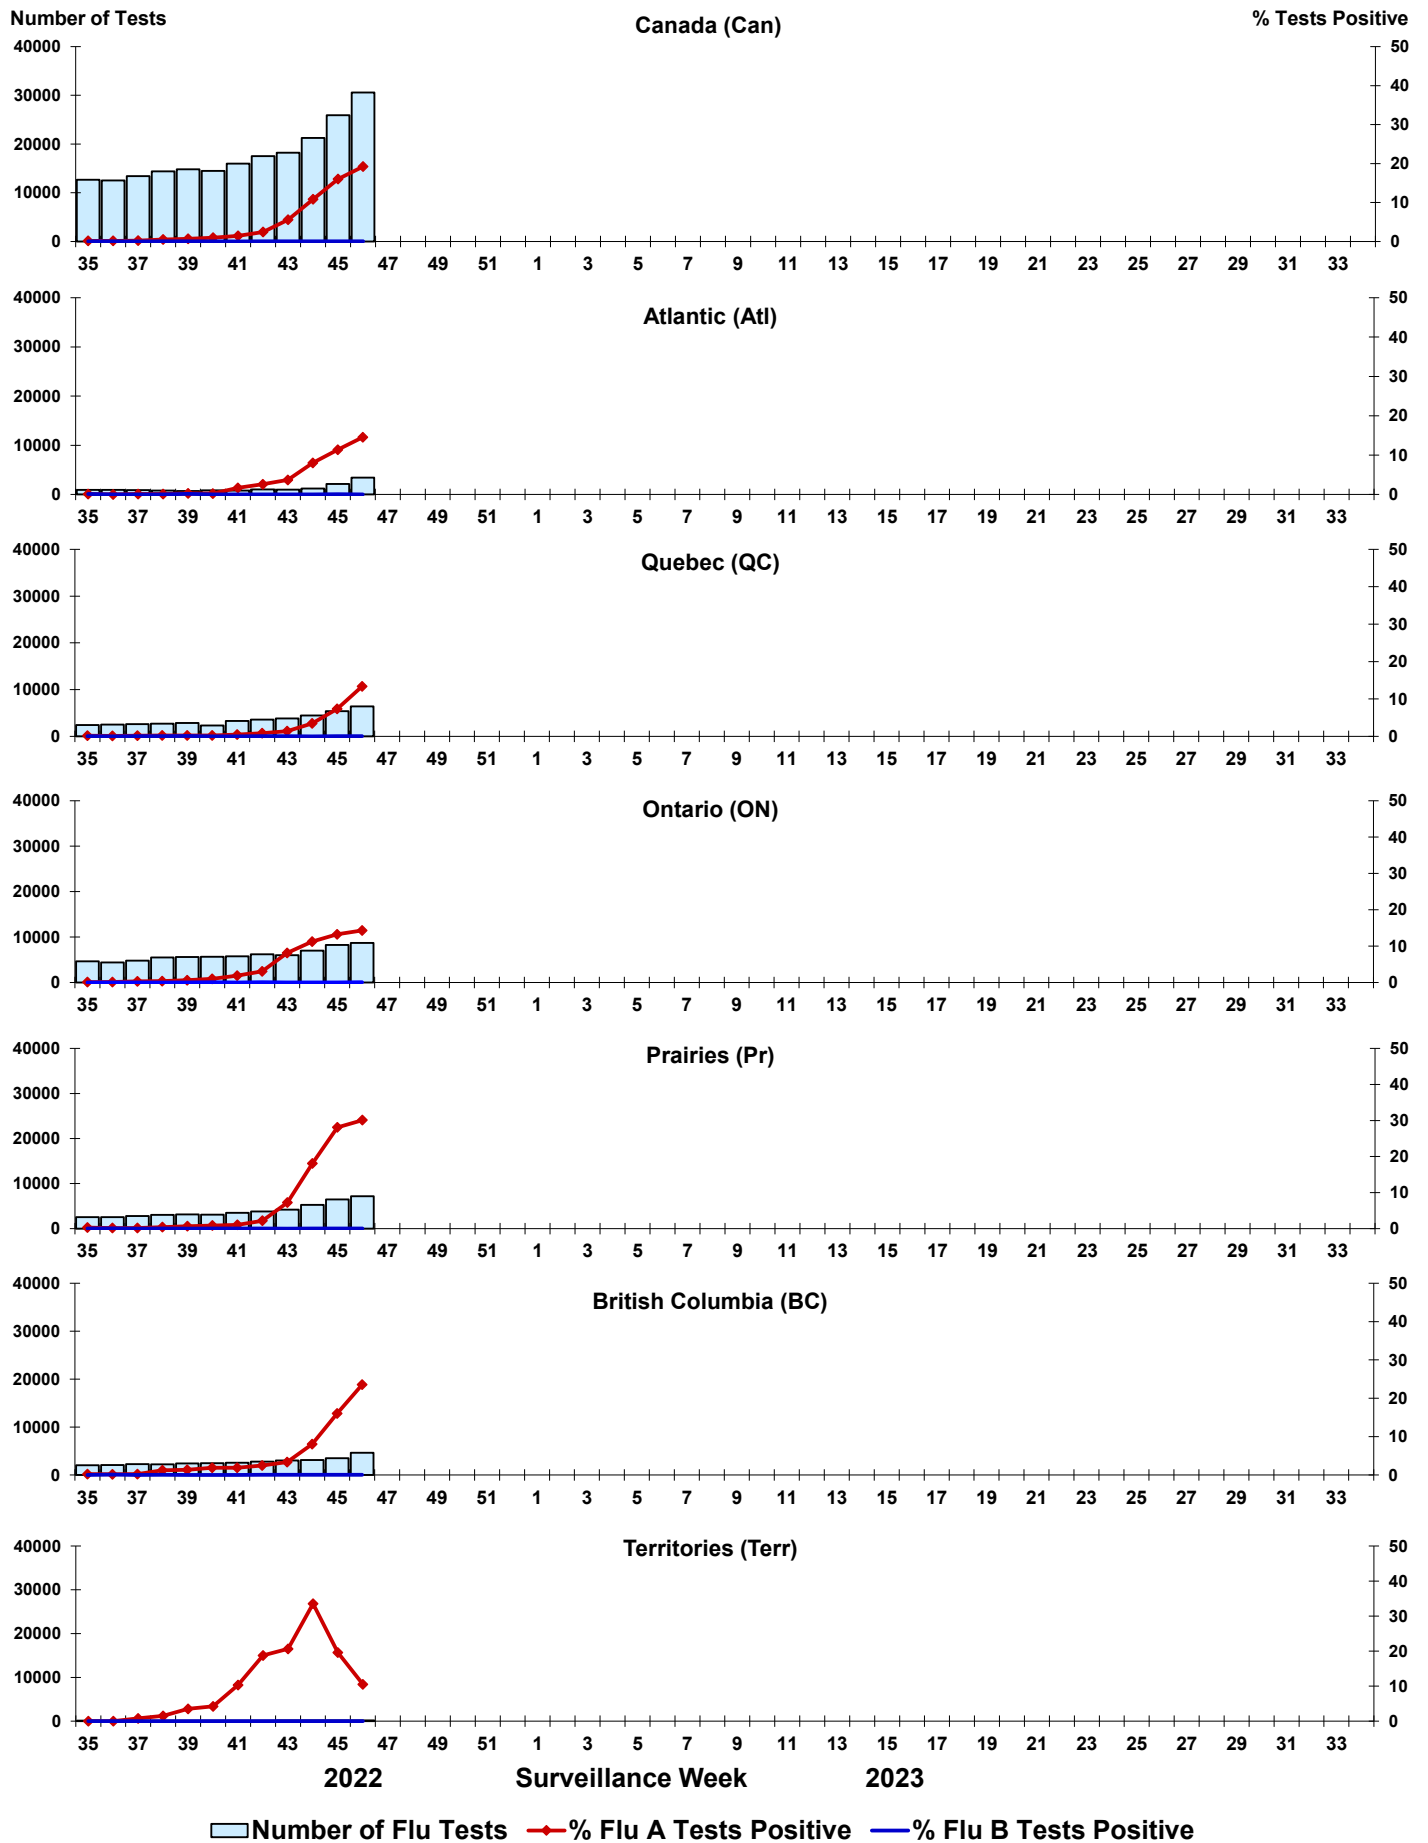 Number of Tests Canada (Can) % Tests Positive
40000 50
30000 40
20000 30
10000 20
0 10
0
35 37 39 41 43 45 47 49 51 1 3 5 7 9 11 13 15 17 19 21 23 25 27 29 31 33
Atlantic (Atl)
40000 50
30000 40
20000 30
10000 20
0 10
0
35 37 39 41 43 45 47 49 51 1 3 5 7 9 11 13 15 17 19 21 23 25 27 29 31 33
Quebec (QC)
40000 50
30000 40
20000 30
10000 20
0 10
0
35 37 39 41 43 45 47 49 51 1 3 5 7 9 11 13 15 17 19 21 23 25 27 29 31 33
Ontario (ON)
40000 50
30000 40
20000 30
10000 20
0 10
0
35 37 39 41 43 45 47 49 51 1 3 5 7 9 11 13 15 17 19 21 23 25 27 29 31 33
Prairies (Pr)
40000 50
30000 40
20000 30
10000 20
0 10
0
35 37 39 41 43 45 47 49 51 1 3 5 7 9 11 13 15 17 19 21 23 25 27 29 31 33
British Columbia (BC)
40000 50
30000 40
20000 30
10000 20
0 10
0
35 37 39 41 43 45 47 49 51 1 3 5 7 9 11 13 15 17 19 21 23 25 27 29 31 33
Territories (Terr)
40000 50
30000 40
20000 30
10000 20
0 10
0
35 37 39 41 43 45 47 49 51 1 3 5 7 9 11 13 15 17 19 21 23 25 27 29 31 33
2022 Surveillance Week 2023
Number of Flu Tests % Flu A Tests Positive % Flu B Tests Positive